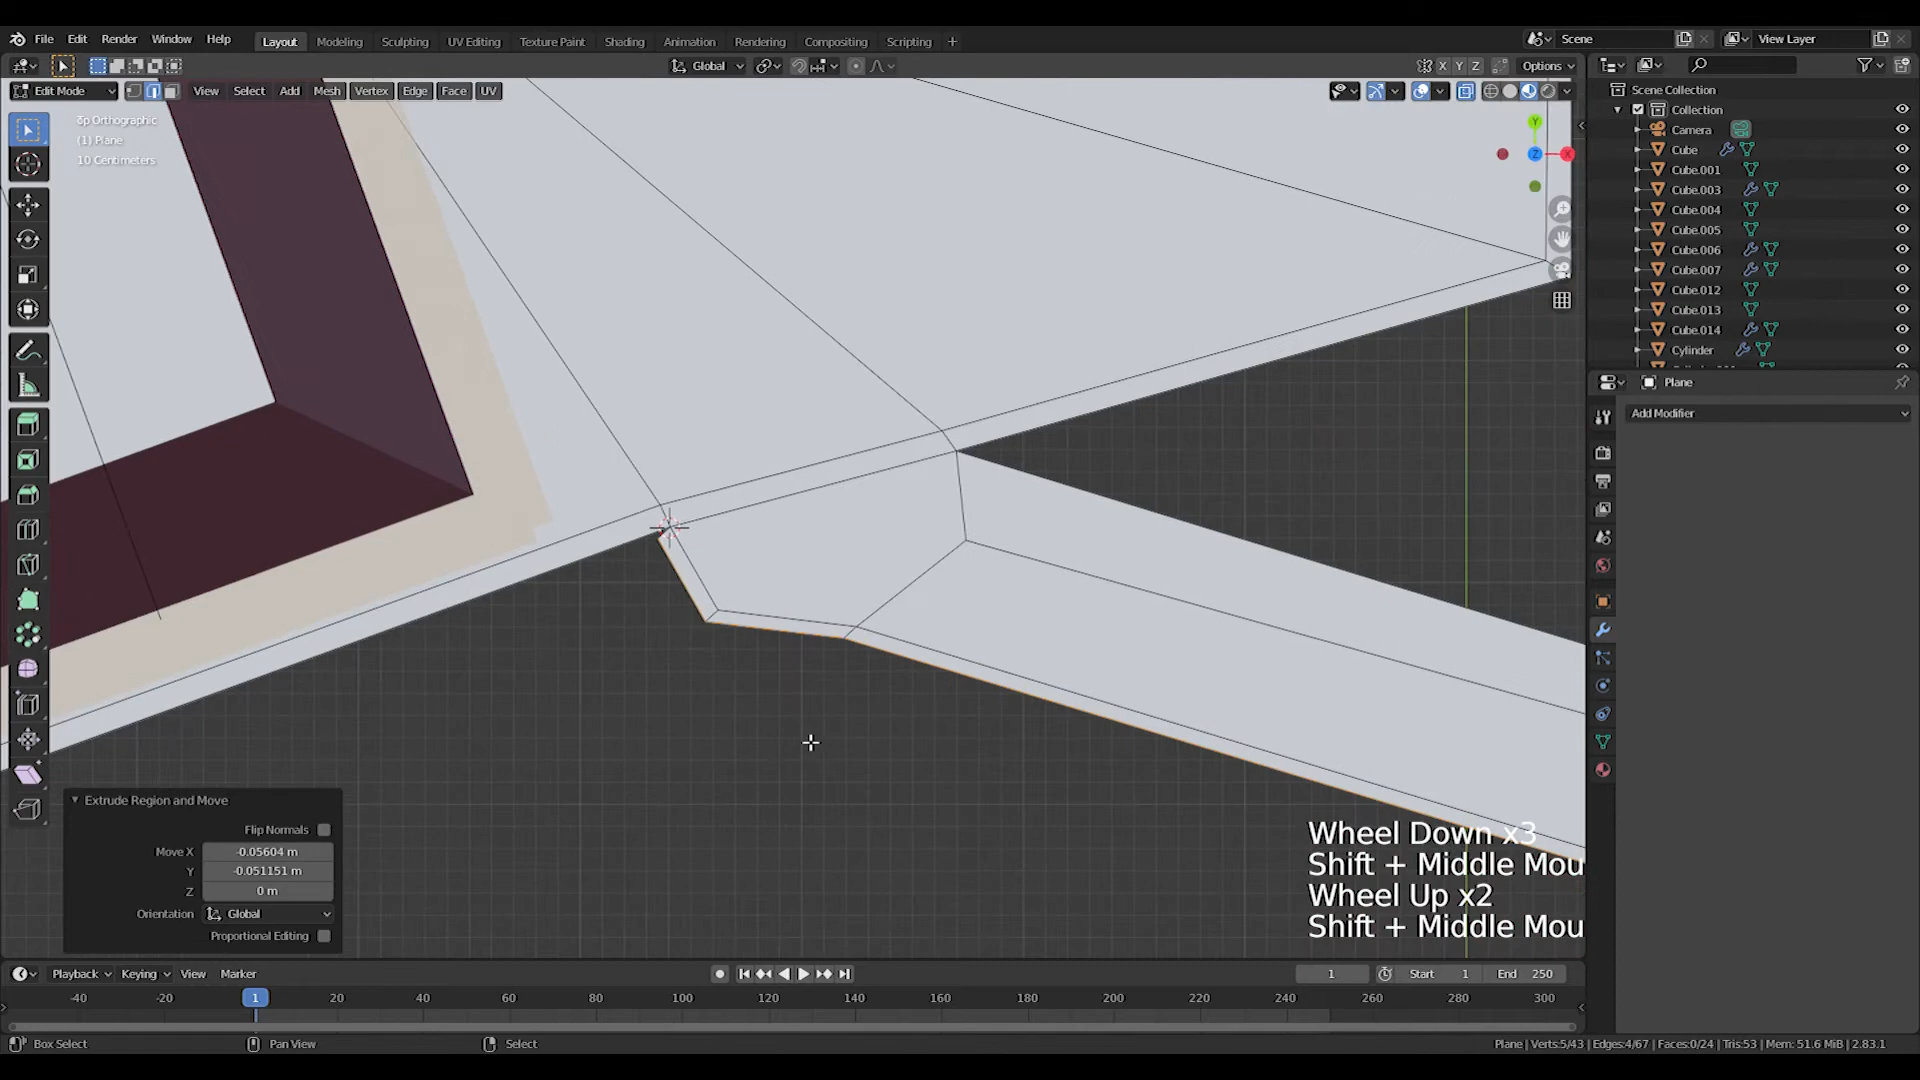 File Edit Render Window Help Layout Modeling Sculpting UV Editing Texture Paint Shading Animation Rendering Compositing Scripting + Scene View Layer
Global X Y Z Options
Edit Mode View Select Add Mesh Vertex Edge Face UV
Orthographic
(1) Plane
10 Centimeters
Y
Z
X
Scene Collection
Collection
Camera
Cube
Cube.001
Cube.003
Cube.004
Cube.005
Cube.006
Cube.007
Cube.012
Cube.013
Cube.014
Cylinder
Plane
Add Modifier
Extrude Region and Move
Flip Normals
Move X -0.05604 m
Y -0.051151 m
Z 0 m
Orientation Global
Proportional Editing
Wheel Down x3
Shift + Middle Mou
Wheel Up x2
Shift + Middle Mou
Playback Keying View Marker 1 Start 1 End 250
-40 -20 1 20 40 60 80 100 120 140 160 180 200 220 240 260 280 300
Box Select Pan View Select Plane | Verts:5/43 | Edges:4/67 | Faces:0/24 | Tris:53 | Mem: 51.6 MiB | 2.83.1